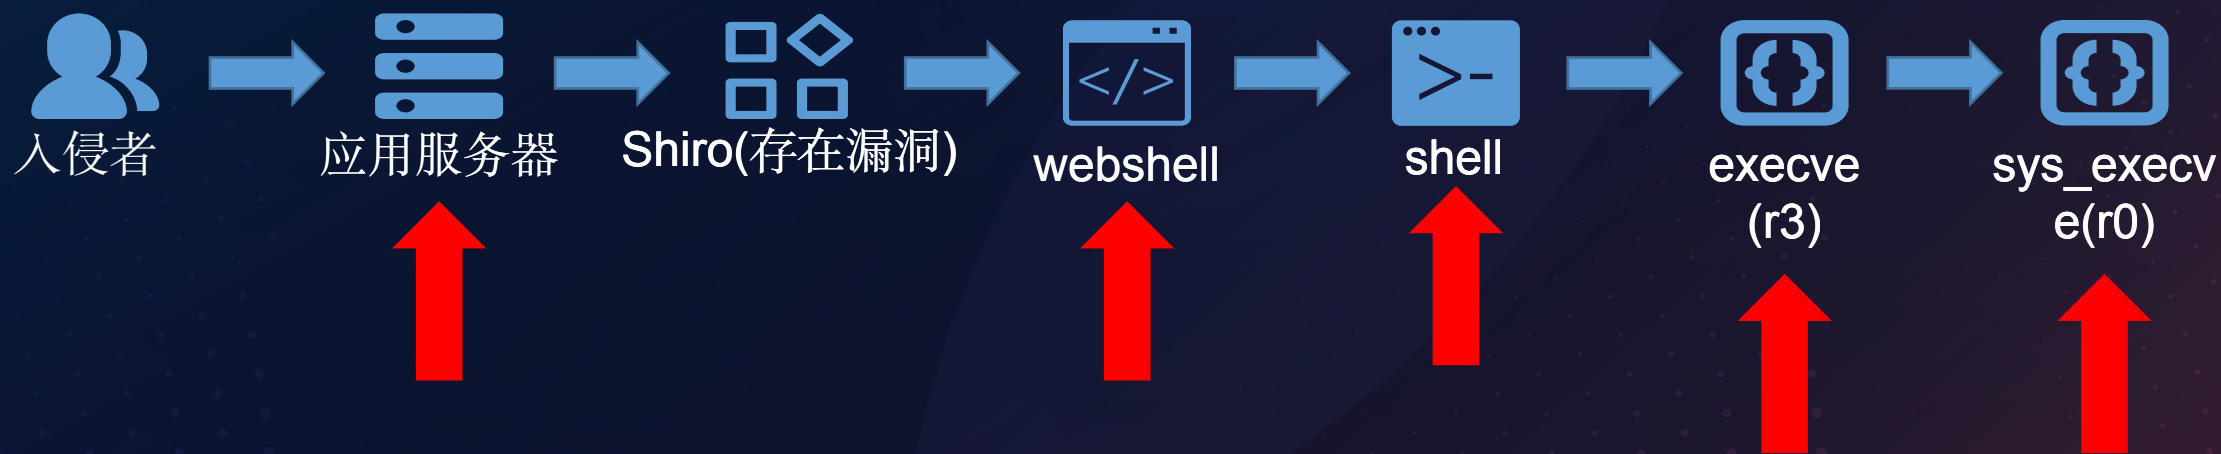 入侵者
应用服务器
Shiro(存在漏洞)
webshell
shell
execve
(r3)
sys_execv
e(r0)